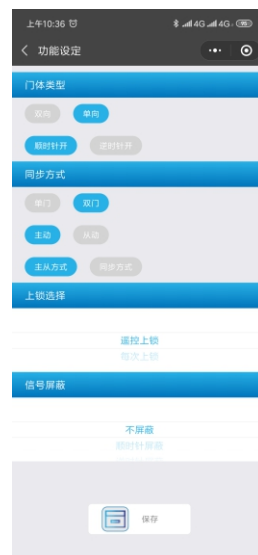 上午10:36
4G 4G
功能设定
门体类型
双向 单向
顺时针开 逆时针开
同步方式
单门 双门
主动 从动
主从方式 同步方式
上锁选择
遥控上锁
每次上锁
信号屏蔽
不屏蔽
顺时针屏蔽
保存